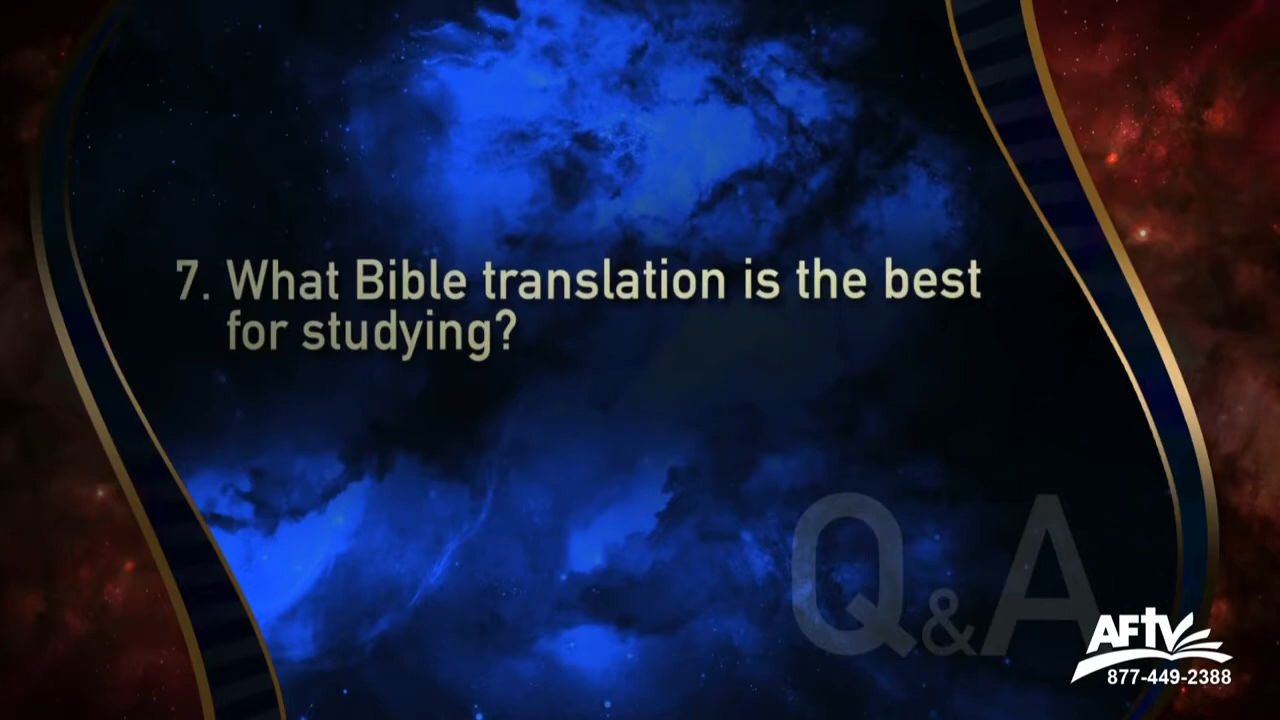 7. What Bible translation is the best
for studying?
Q&A
AFTV
877-449-2388